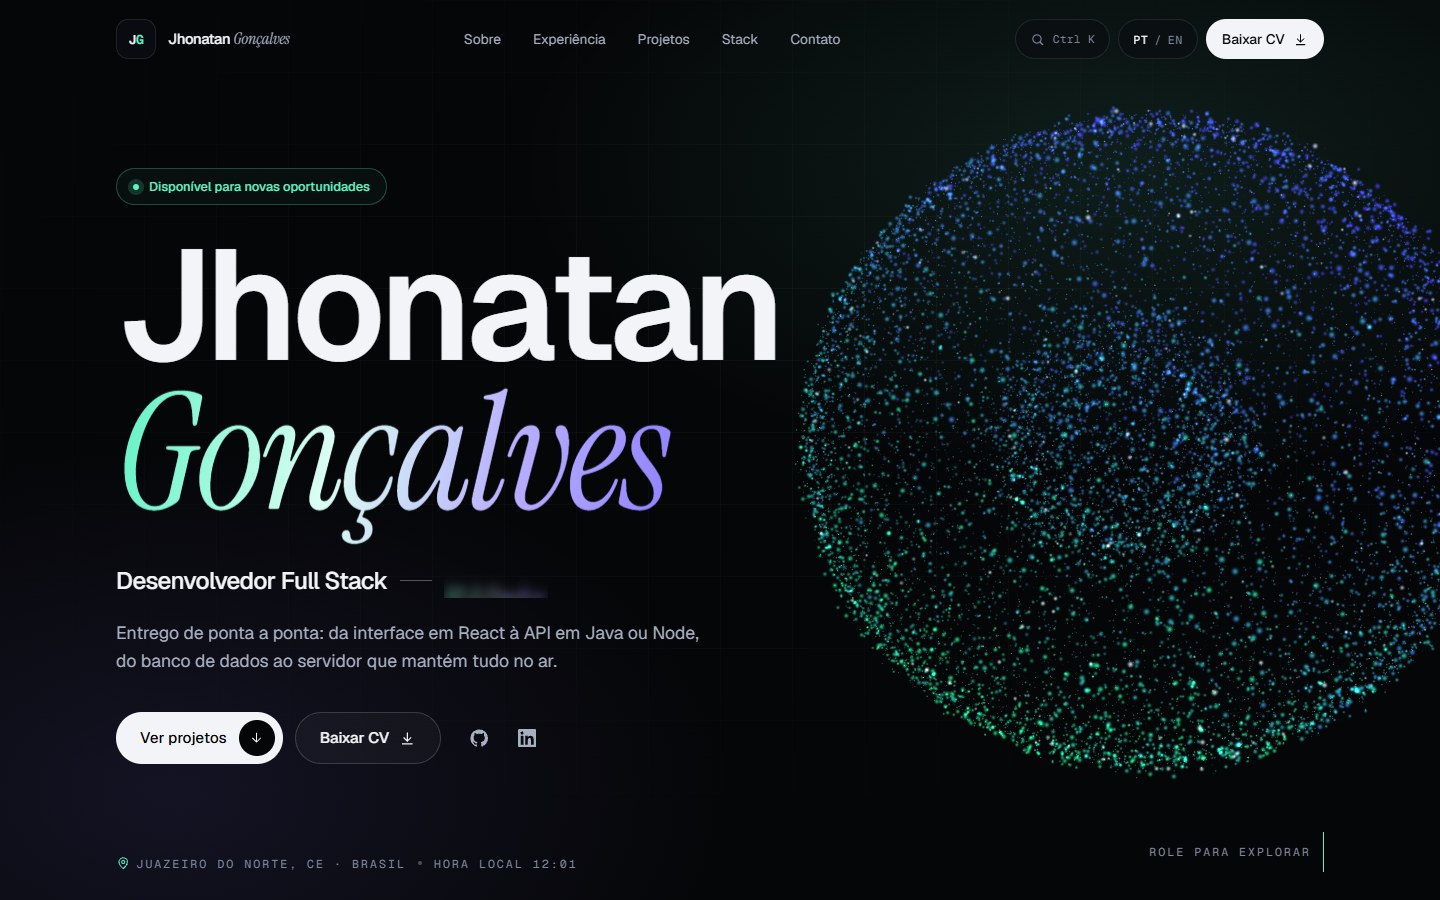 JG Jhonatan Gonçalves Sobre Experiência Projetos Stack Contato Ctrl K PT / EN Baixar CV
Disponível para novas oportunidades
Jhonatan
Gonçalves
Desenvolvedor Full Stack
Entrego de ponta a ponta: da interface em React à API em Java ou Node,
do banco de dados ao servidor que mantém tudo no ar.
Ver projetos Baixar CV
JUAZEIRO DO NORTE, CE · BRASIL • HORA LOCAL 12:01
ROLE PARA EXPLORAR